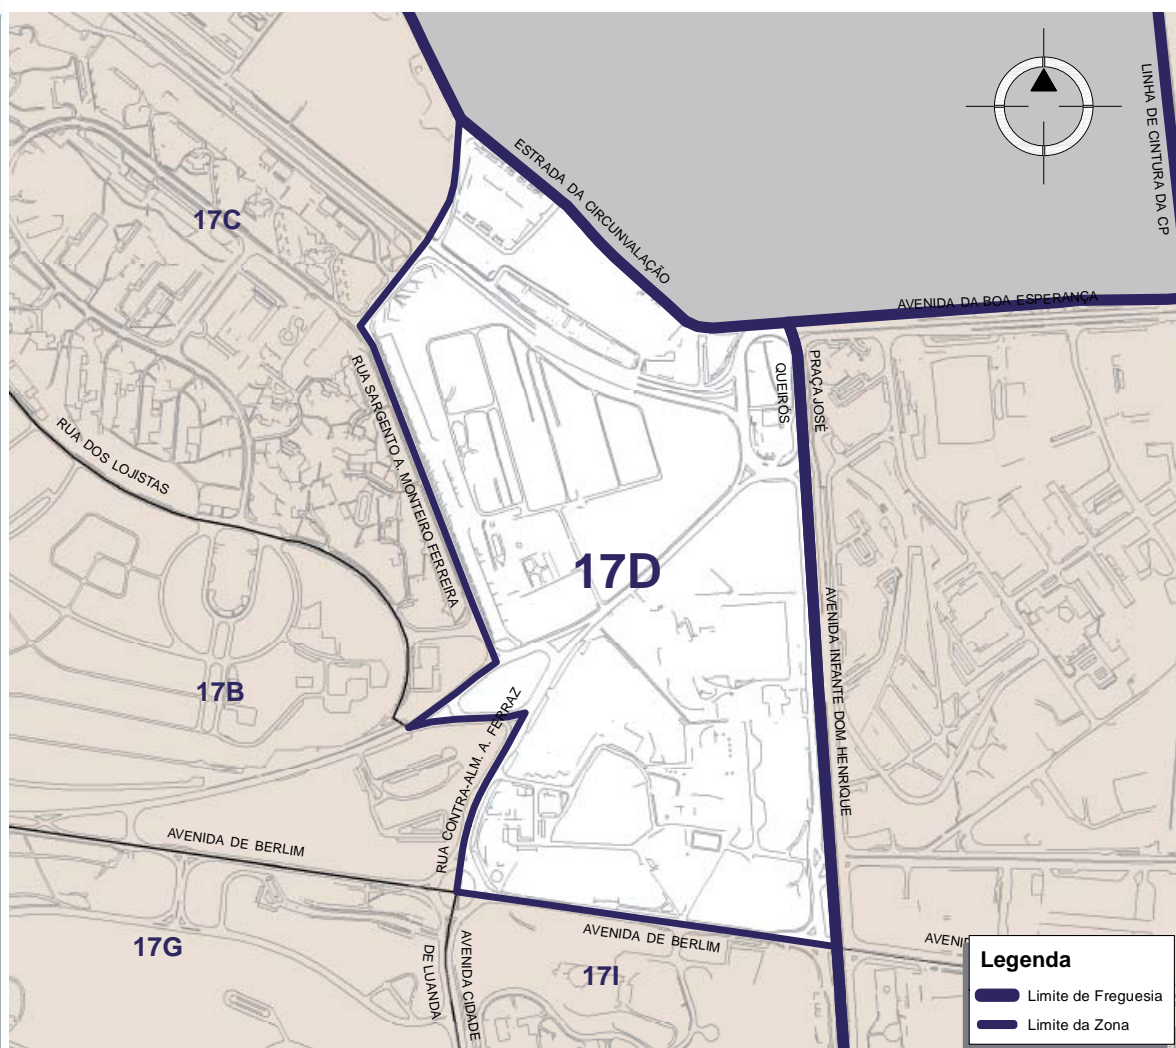 LINHA DE CINTURA DA CP
ESTRADA DA CIRCUNVALAÇÃO
17C
AVENIDA DA BOA ESPERANÇA
PRAÇA JOSÉ
QUEIRÓS
RUA SARGENTO A. MONTEIRO FERREIRA
RUA DOS LOJISTAS
17D
AVENIDA INFANTE DOM HENRIQUE
17B
RUA CONTRA-ALM. A. FERRAZ
AVENIDA DE BERLIM
AVENIDA DE BERLIM
17G
AVENIDA CIDADE
DE LUANDA
17I
Legenda
Limite de Freguesia
Limite da Zona